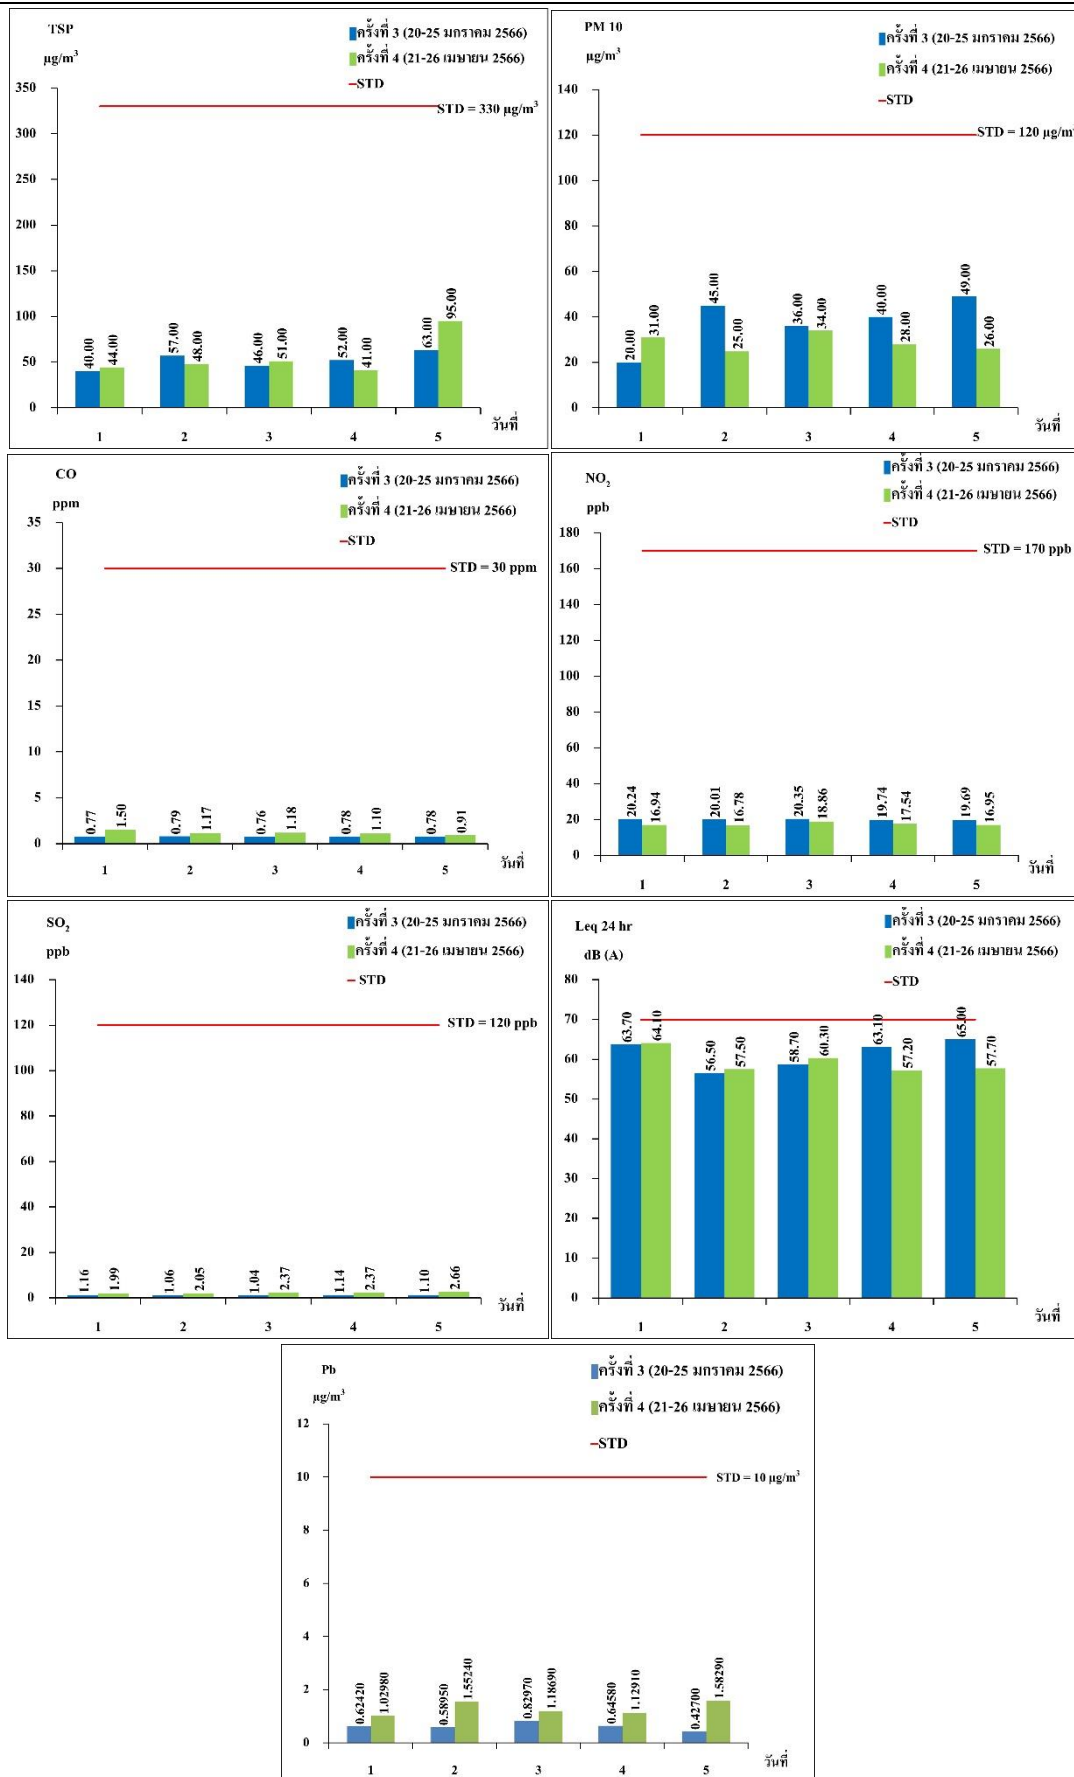 TSP
µg/m³
ครั้งที่ 3 (20-25 มกราคม 2566)
ครั้งที่ 4 (21-26 เมษายน 2566)
STD
STD = 330 µg/m³
350
300
250
200
150
100
50
0
40.00
44.00
57.00
48.00
46.00
51.00
52.00
41.00
63.00
95.00
1 2 3 4 5
วันที่
PM 10
µg/m³
ครั้งที่ 3 (20-25 มกราคม 2566)
ครั้งที่ 4 (21-26 เมษายน 2566)
STD
STD = 120 µg/m³
140
120
100
80
60
40
20
0
20.00
31.00
45.00
25.00
36.00
34.00
40.00
28.00
49.00
26.00
1 2 3 4 5
วันที่
CO
ppm
ครั้งที่ 3 (20-25 มกราคม 2566)
ครั้งที่ 4 (21-26 เมษายน 2566)
STD
STD = 30 ppm
35
30
25
20
15
10
5
0
0.77
1.50
0.79
1.17
0.76
1.18
0.78
1.10
0.78
0.91
1 2 3 4 5
วันที่
NO₂
ppb
ครั้งที่ 3 (20-25 มกราคม 2566)
ครั้งที่ 4 (21-26 เมษายน 2566)
STD
STD = 170 ppb
180
160
140
120
100
80
60
40
20
0
20.24
16.94
20.01
16.78
20.35
18.86
19.74
17.54
19.69
16.95
1 2 3 4 5
วันที่
SO₂
ppb
ครั้งที่ 3 (20-25 มกราคม 2566)
ครั้งที่ 4 (21-26 เมษายน 2566)
STD
STD = 120 ppb
140
120
100
80
60
40
20
0
1.16
1.99
1.06
2.05
1.04
2.37
1.14
2.37
1.10
2.66
1 2 3 4 5
วันที่
Leq 24 hr
dB (A)
ครั้งที่ 3 (20-25 มกราคม 2566)
ครั้งที่ 4 (21-26 เมษายน 2566)
STD
80
70
60
50
40
30
20
10
0
63.70
64.10
56.50
57.50
58.70
60.30
63.10
57.20
65.00
57.70
1 2 3 4 5
วันที่
Pb
µg/m³
ครั้งที่ 3 (20-25 มกราคม 2566)
ครั้งที่ 4 (21-26 เมษายน 2566)
STD
STD = 10 µg/m³
12
10
8
6
4
2
0
0.62420
1.02980
0.58950
1.55240
0.82970
1.18690
0.64580
1.12910
0.42700
1.58290
1 2 3 4 5
วันที่